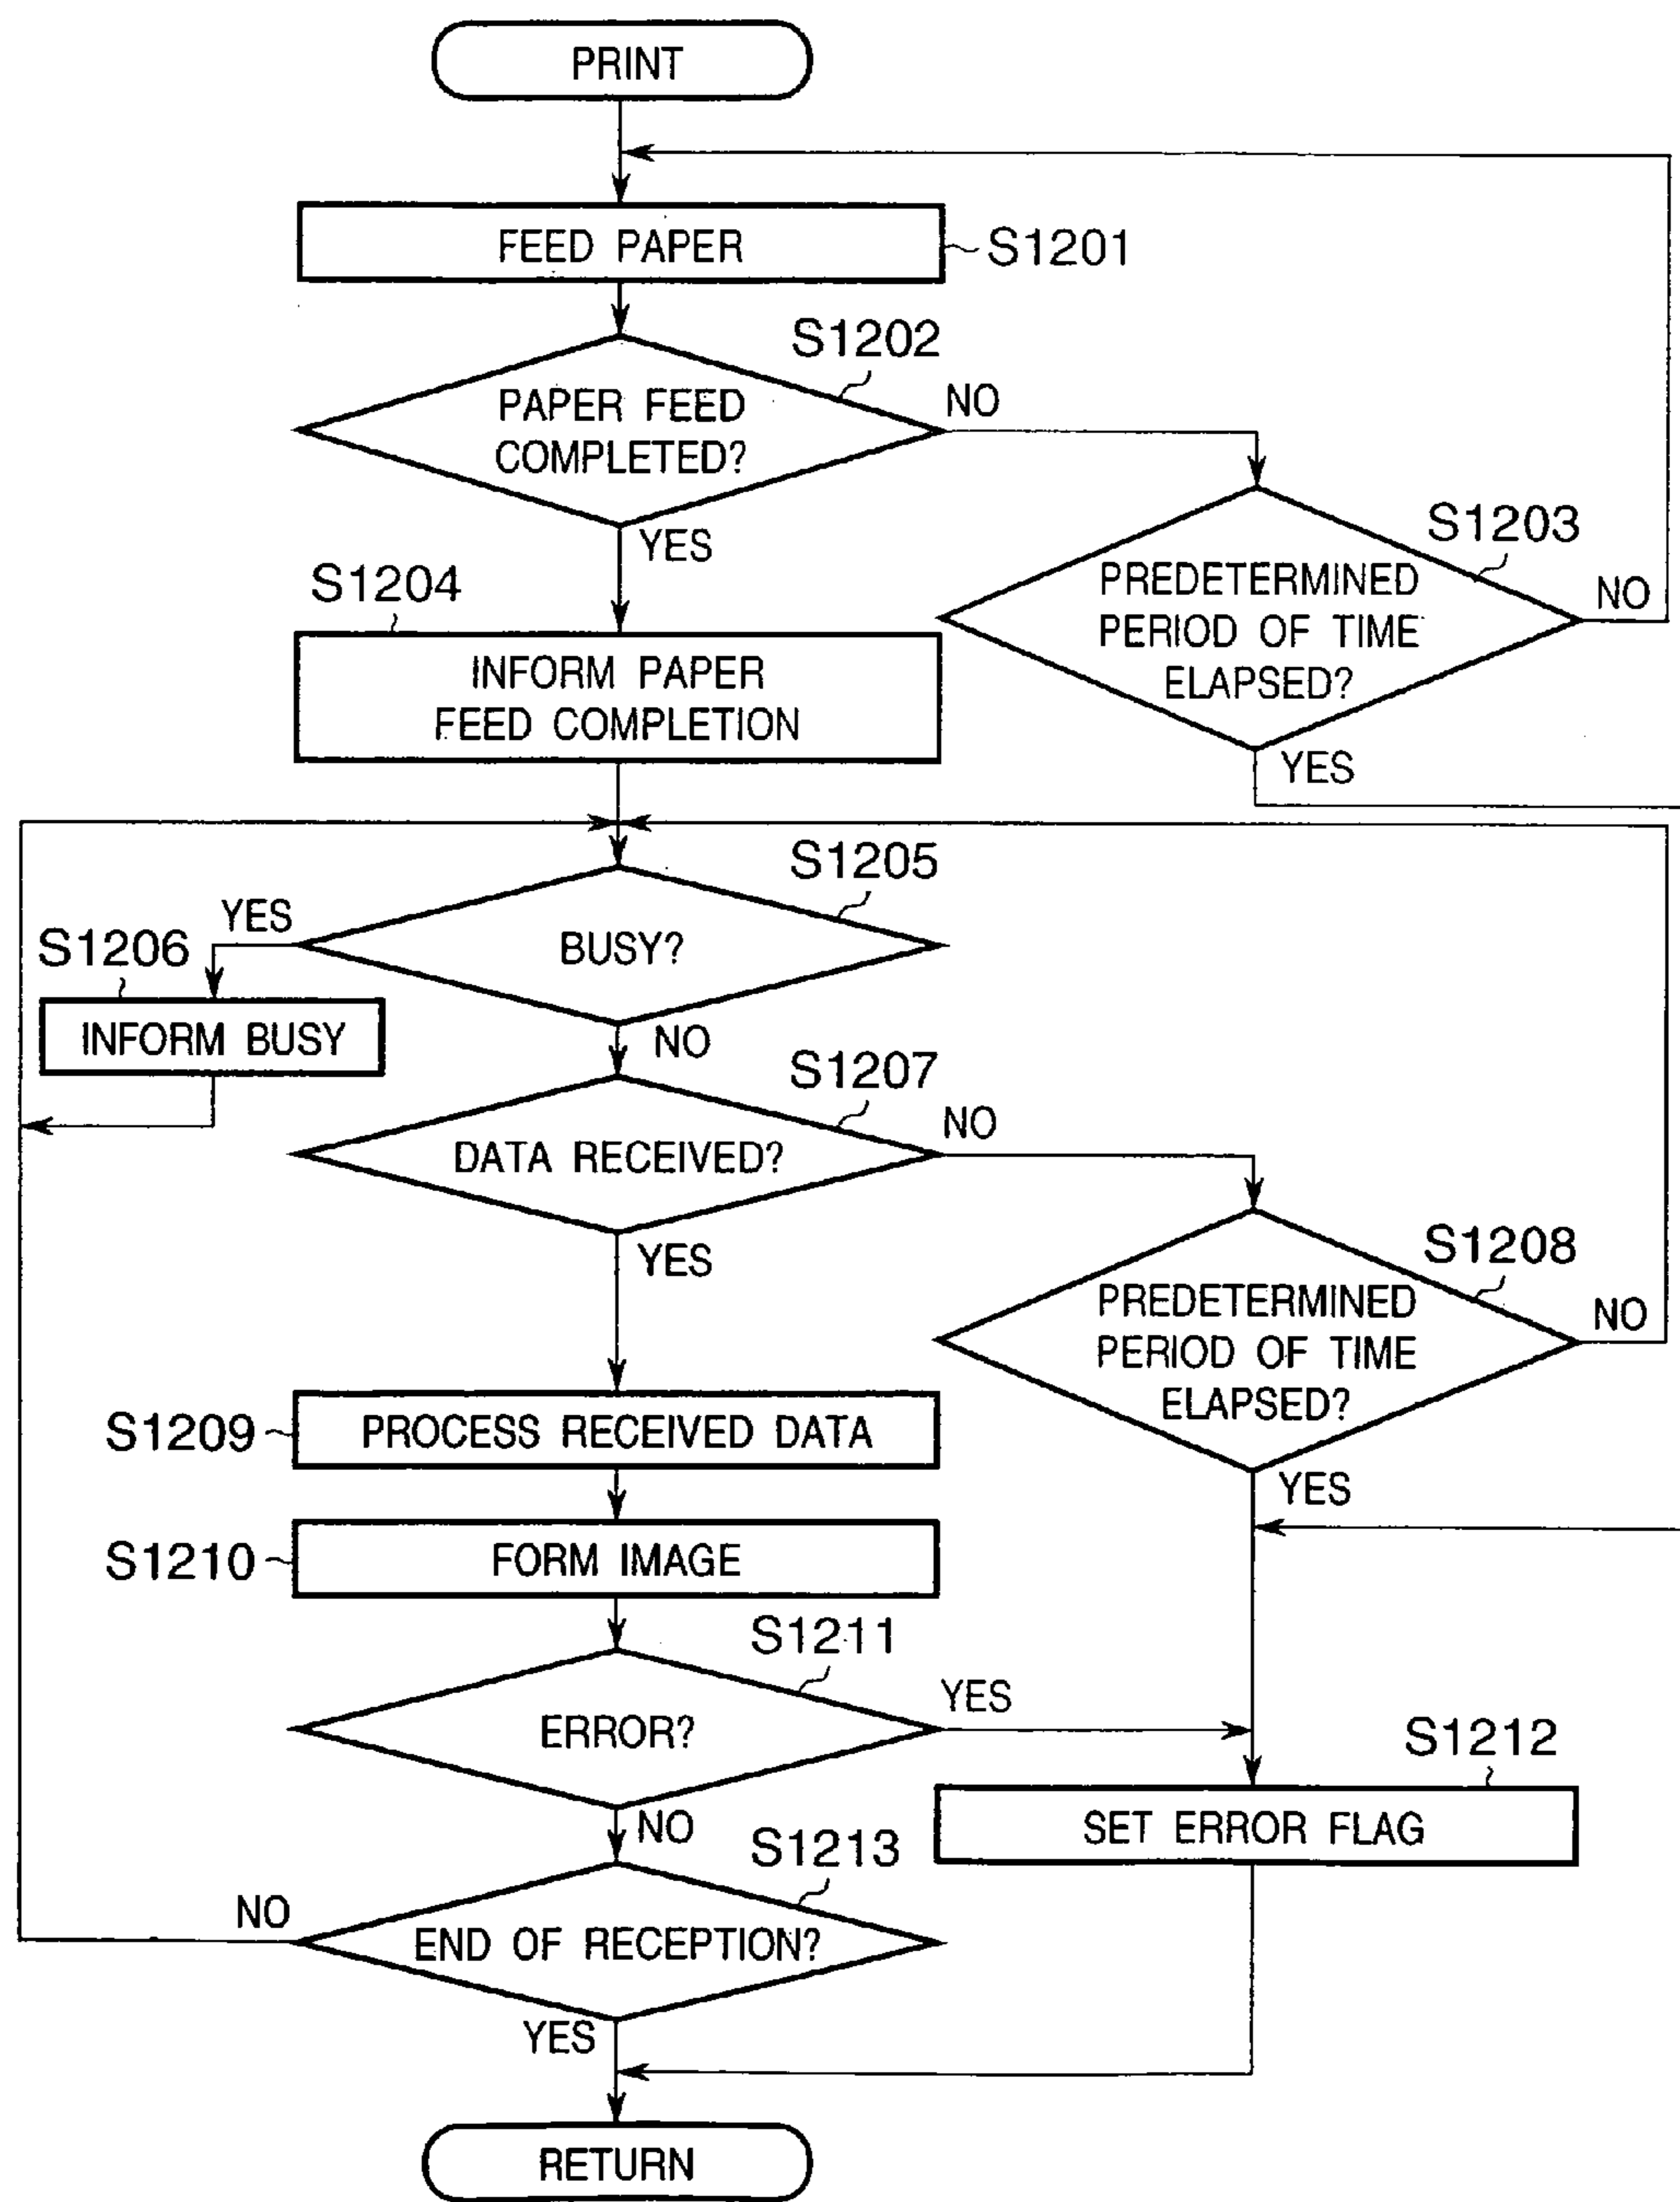 PRINT
FEED PAPER
S1201
S1202
PAPER FEED
COMPLETED?
NO
YES
S1203
PREDETERMINED
PERIOD OF TIME
ELAPSED?
NO
YES
S1204
INFORM PAPER
FEED COMPLETION
S1205
BUSY?
YES
S1206
INFORM BUSY
NO
S1207
DATA RECEIVED?
NO
YES
S1208
PREDETERMINED
PERIOD OF TIME
ELAPSED?
NO
YES
S1209
PROCESS RECEIVED DATA
S1210
FORM IMAGE
S1211
ERROR?
YES
NO
S1212
SET ERROR FLAG
S1213
END OF RECEPTION?
NO
YES
RETURN